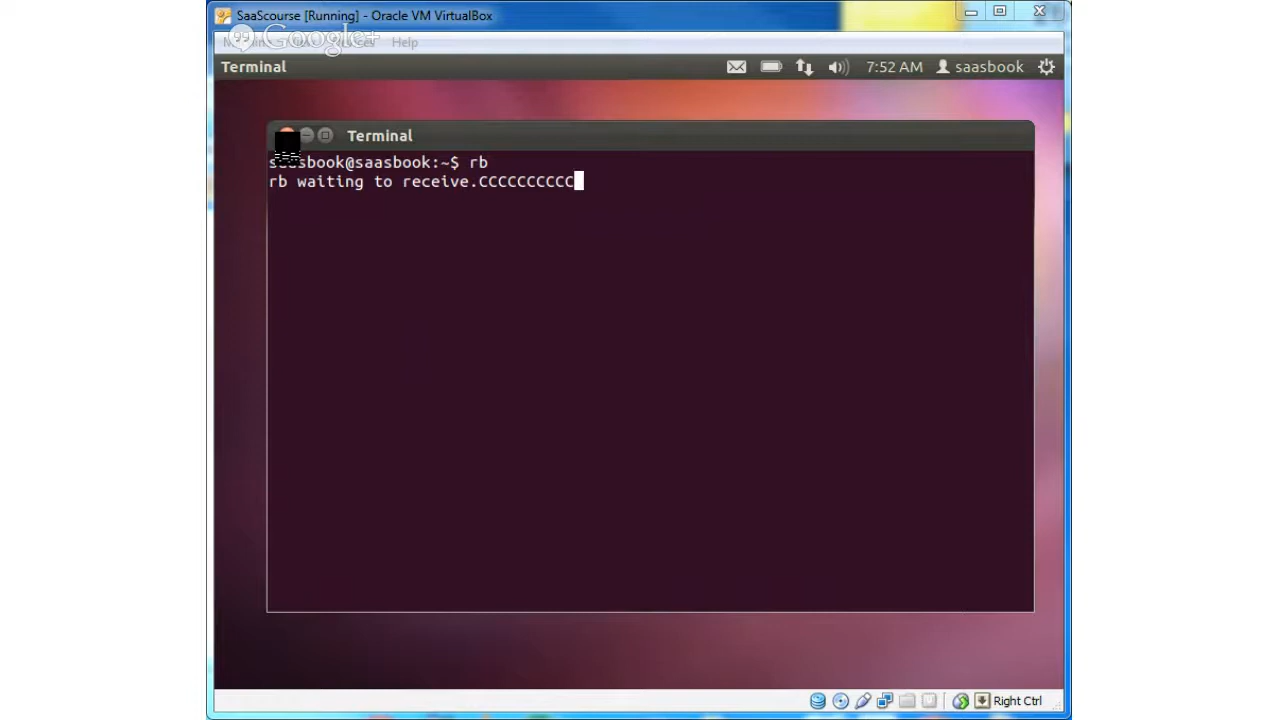 SaaScourse [Running] - Oracle VM VirtualBox
Google+
Help
Terminal
7:52 AM
saasbook
Terminal
saasbook@saasbook:~$ rb
rb waiting to receive.CCCCCCCCCC
Right Ctrl